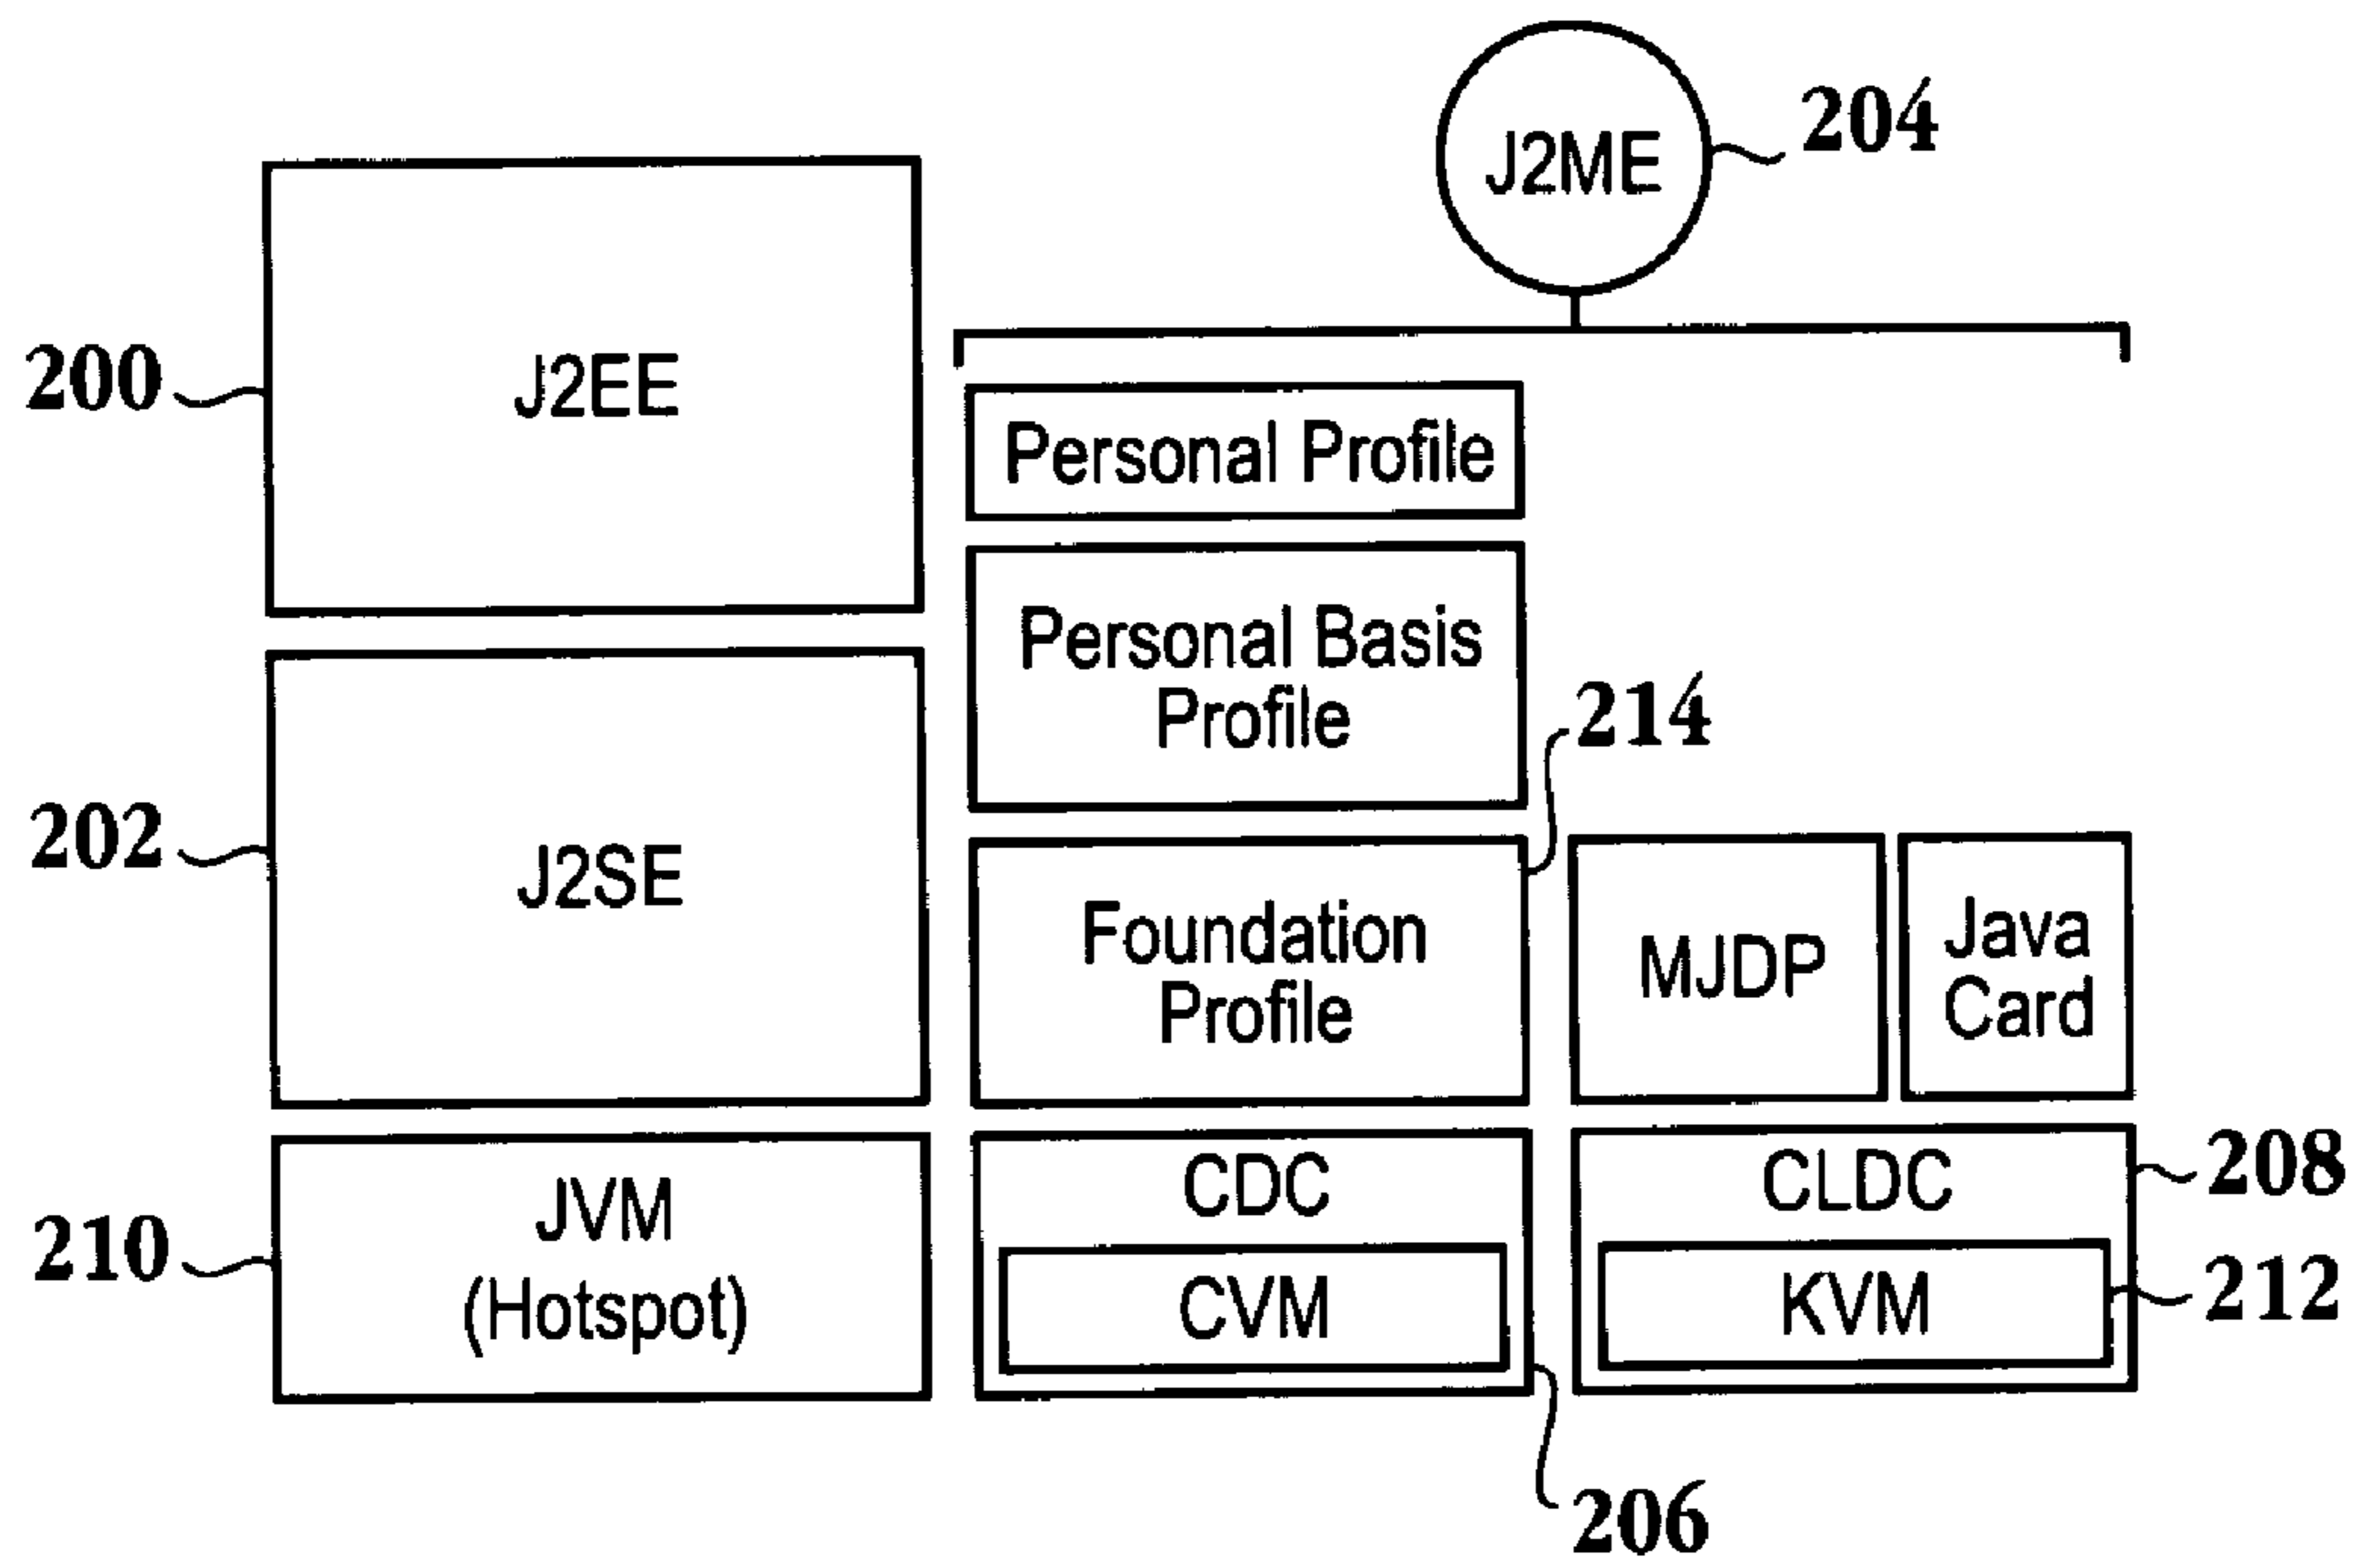 J2ME
204
200
J2EE
Personal Profile
Personal Basis
Profile
214
202
J2SE
Foundation
Profile
MJDP
Java
Card
210
JVM
(Hotspot)
CDC
CVM
CLDC
KVM
208
212
206